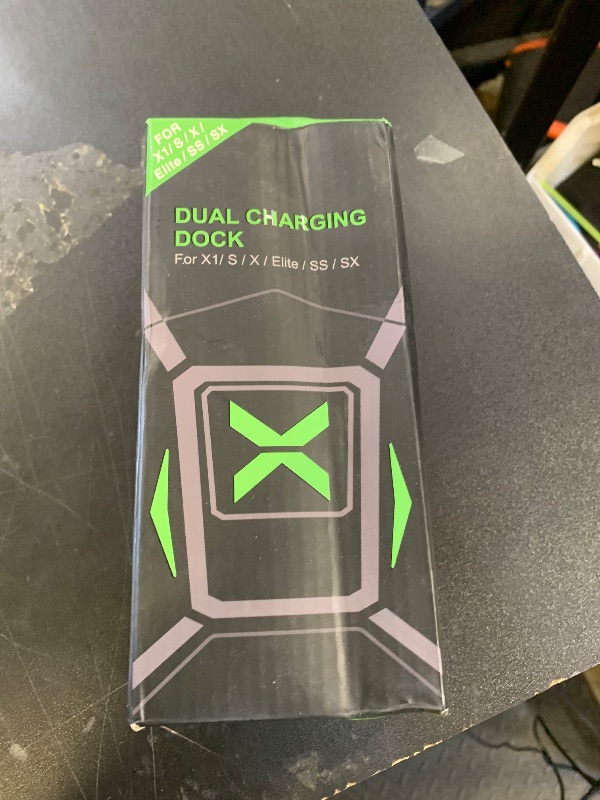 FOR
X1/ S / X /
Elite / SS / SX
DUAL CHARGING
DOCK
For X1/ S / X / Elite / SS / SX